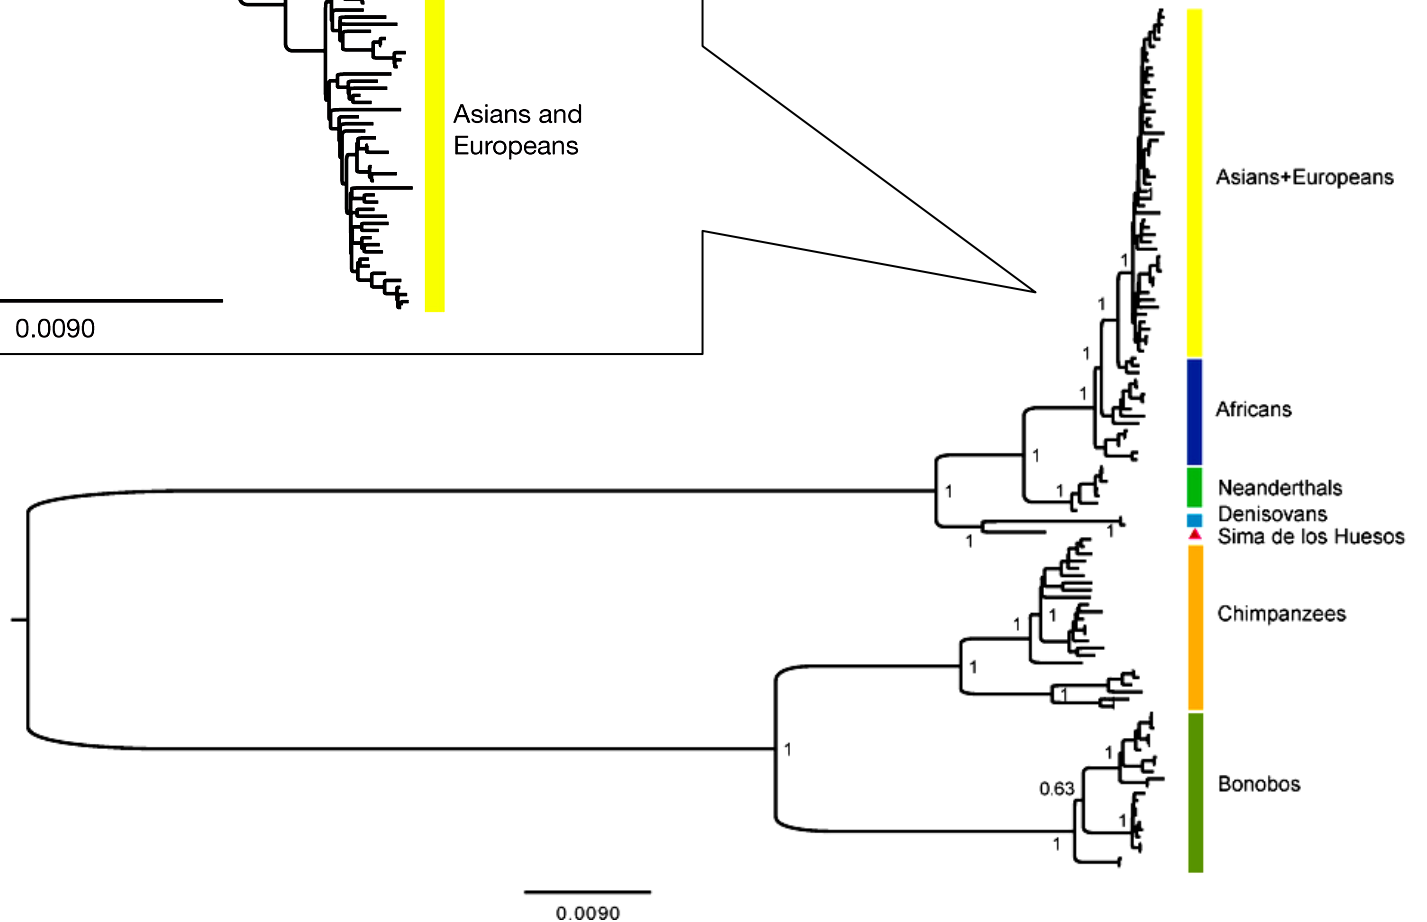 Asians and
Europeans
0.0090
Asians+Europeans
1
1
1
1
Africans
1
1
1
Neanderthals
Denisovans
1
1
Sima de los Huesos
1
1
Chimpanzees
1
1
1
1
0.63
Bonobos
1
1
0.0090